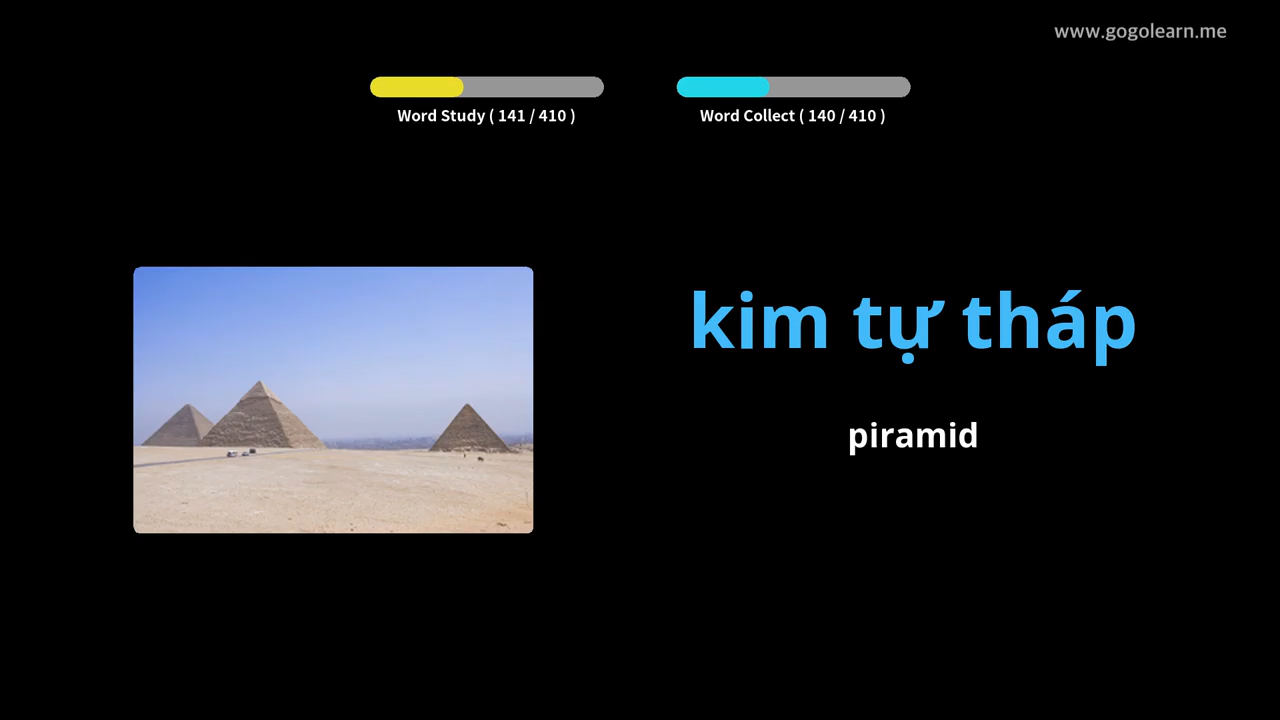 www.gogolearn.me
Word Study ( 141 / 410 )
Word Collect ( 140 / 410 )
kim tự tháp
piramid